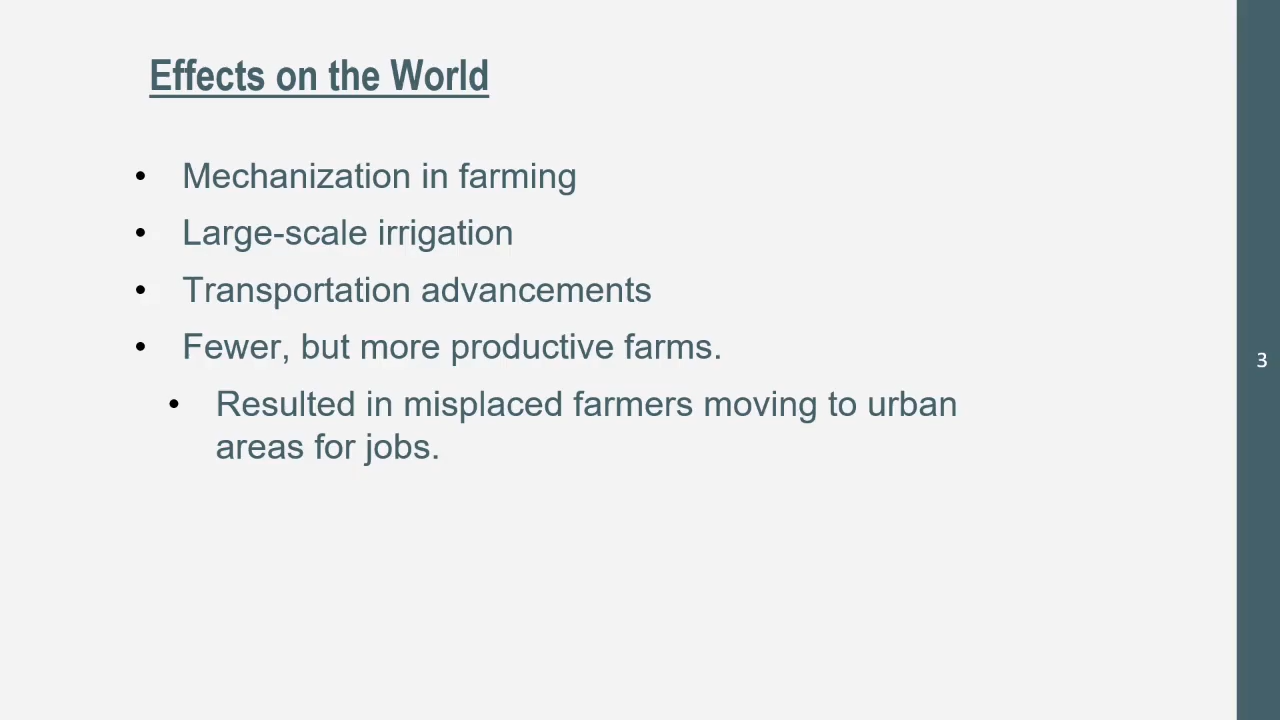 Effects on the World
• Mechanization in farming
• Large-scale irrigation
• Transportation advancements
• Fewer, but more productive farms.
• Resulted in misplaced farmers moving to urban
areas for jobs.
3